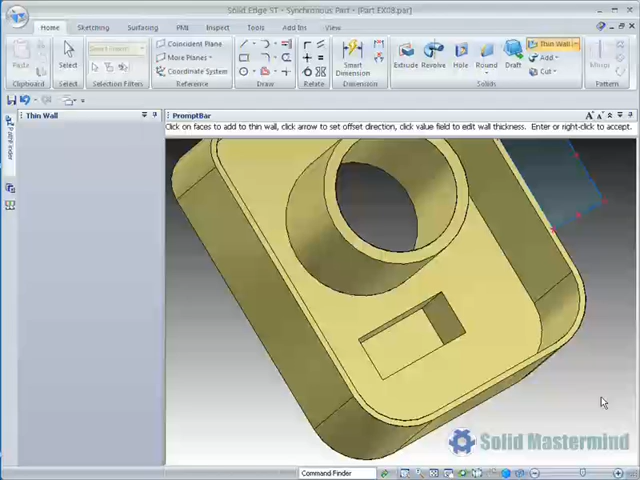 Solid Edge ST - Synchronous Part - [Part EX08.par]
Home Sketching Surfacing PMI Inspect Tools Add Ins View
Paste
Clipboard
Select
Select
Selection Filters
Coincident Plane
More Planes
Coordinate System
Planes
Draw
Relate
Smart
Dimension
Dimension
Extrude
Revolve
Hole
Round
Draft
Thin Wall
Add
Cut
Solids
Pattern
Mirror
Thin Wall
PromptBar
Click on faces to add to thin wall, click arrow to set offset direction, click value field to edit wall thickness. Enter or right-click to accept.
PathFinder
Solid Mastermind
Command Finder